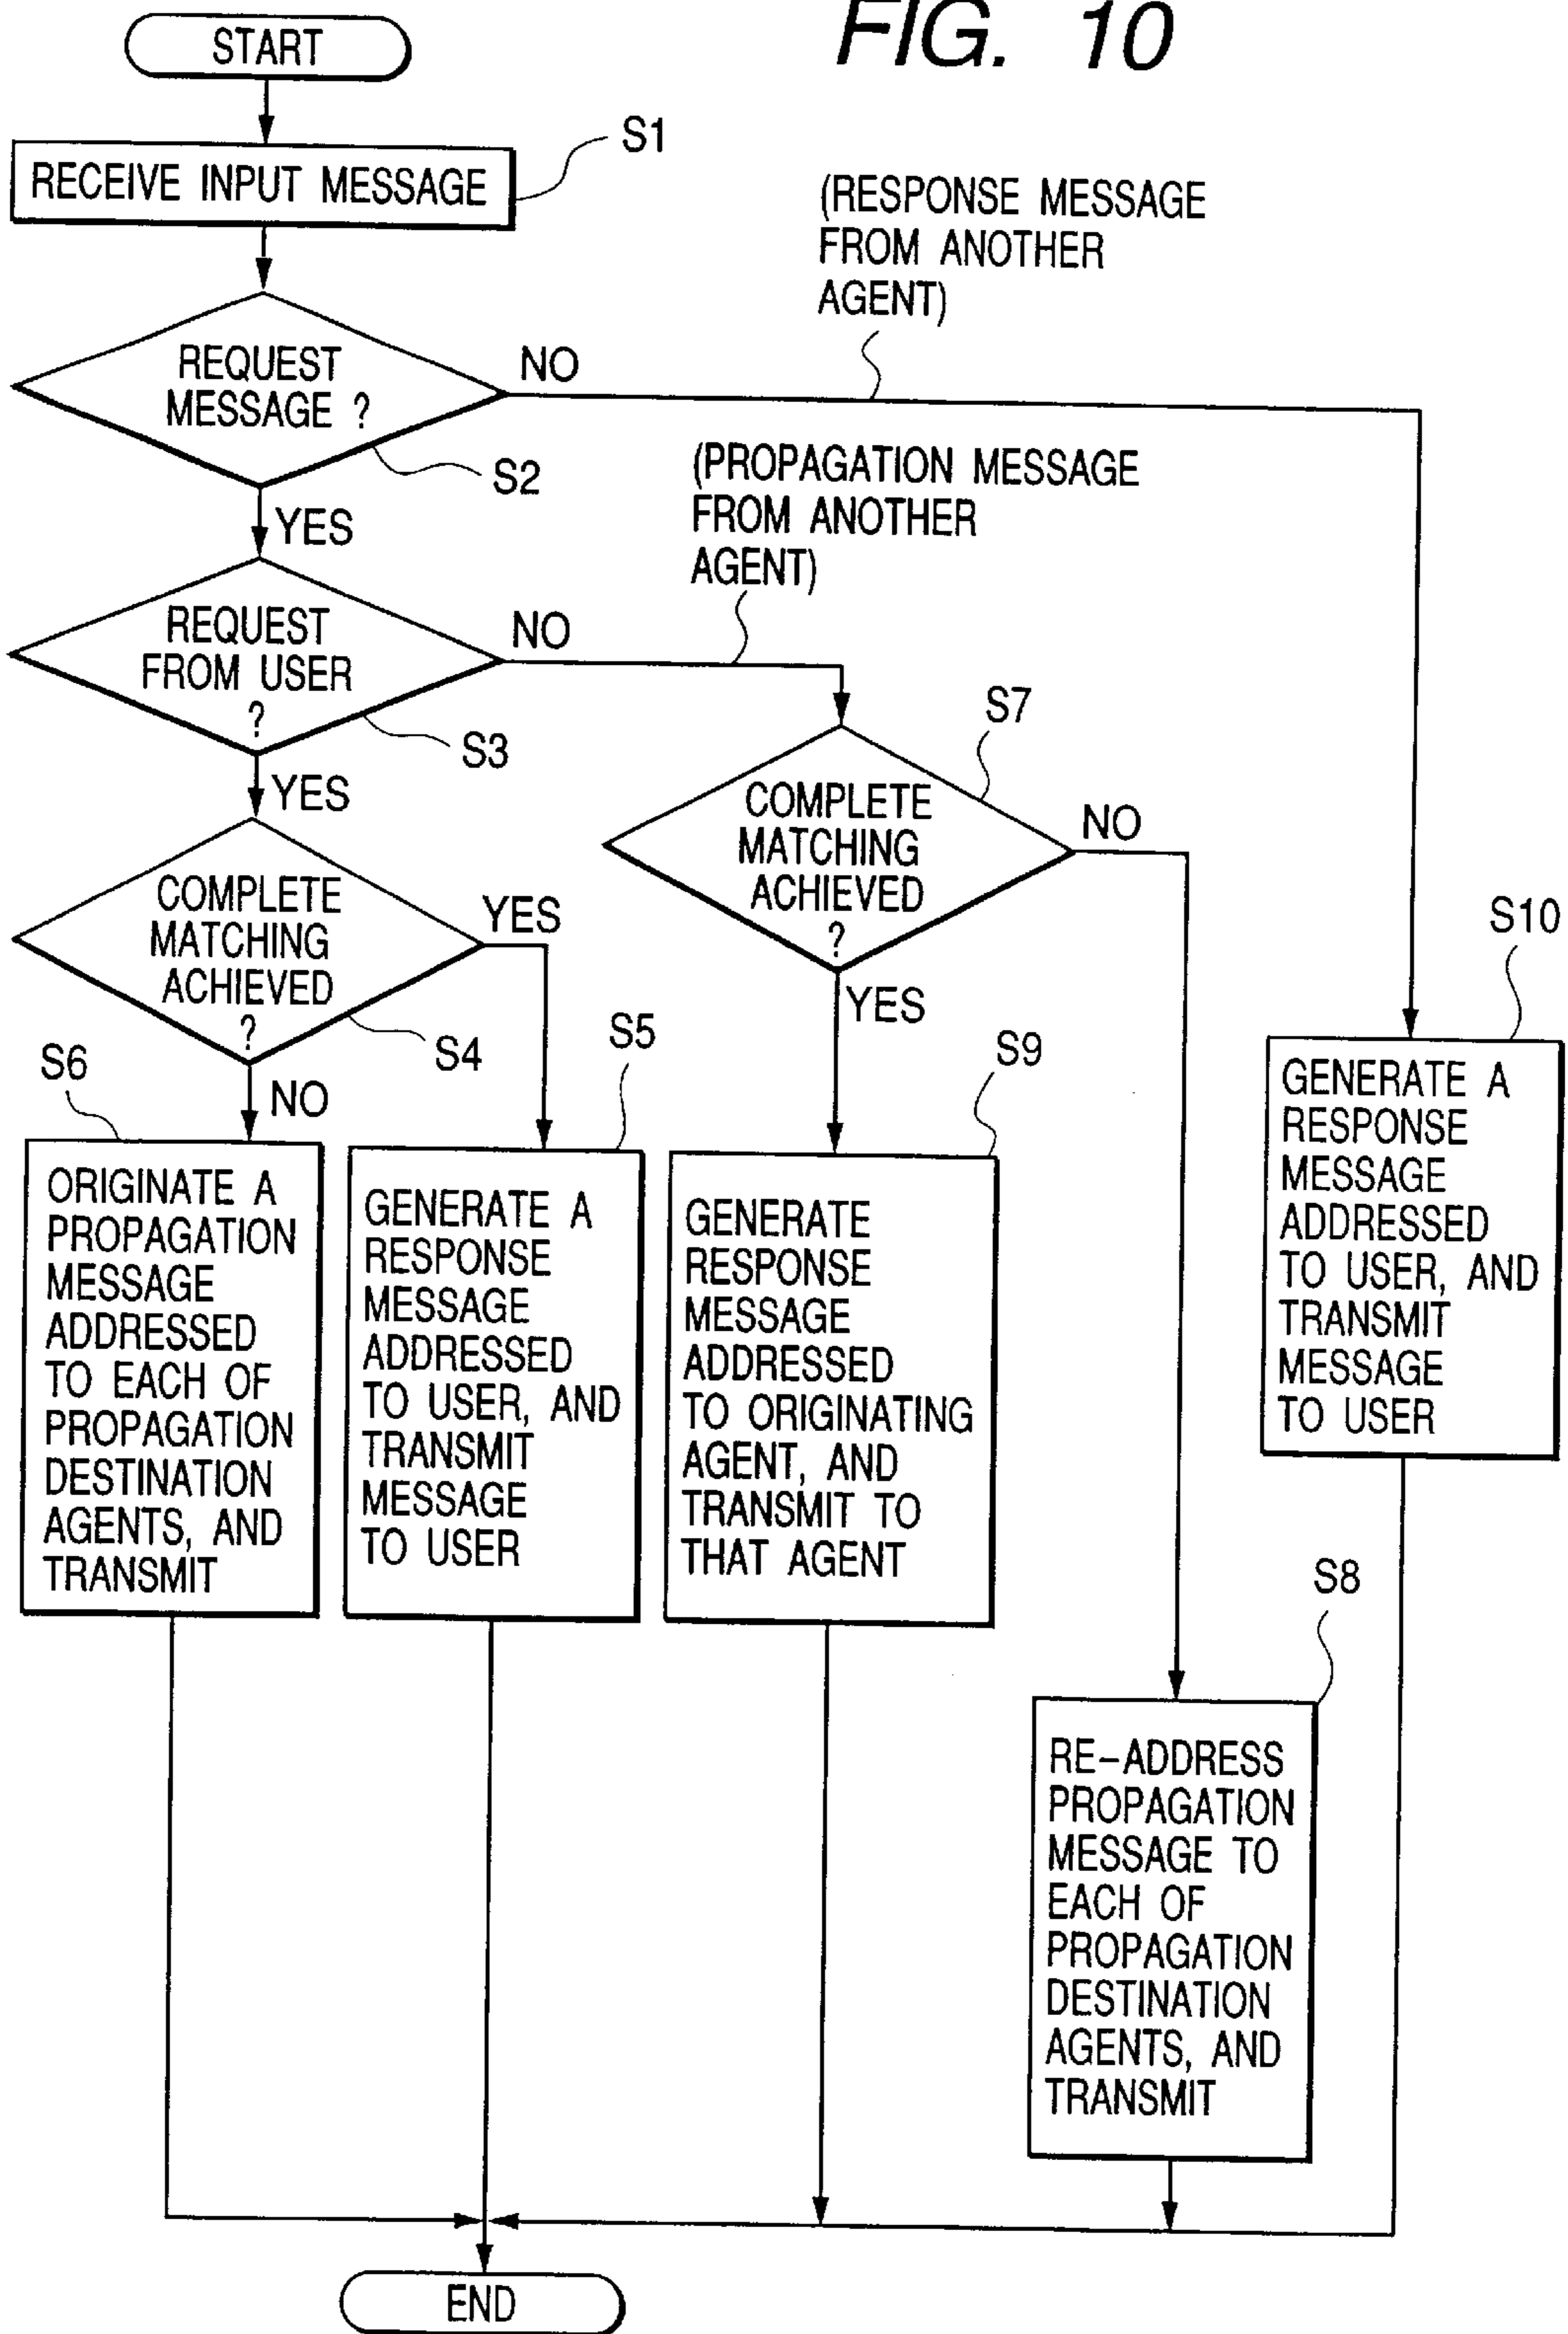 FIG. 10
START
S1
RECEIVE INPUT MESSAGE
(RESPONSE MESSAGE
FROM ANOTHER
AGENT)
REQUEST
MESSAGE ?
NO
S2
YES
(PROPAGATION MESSAGE
FROM ANOTHER
AGENT)
REQUEST
FROM USER
?
NO
S3
YES
S7
COMPLETE
MATCHING
ACHIEVED
?
NO
YES
COMPLETE
MATCHING
ACHIEVED
?
YES
S4
NO
S6
ORIGINATE A
PROPAGATION
MESSAGE
ADDRESSED
TO EACH OF
PROPAGATION
DESTINATION
AGENTS, AND
TRANSMIT
S5
GENERATE A
RESPONSE
MESSAGE
ADDRESSED
TO USER, AND
TRANSMIT
MESSAGE
TO USER
S9
GENERATE
RESPONSE
MESSAGE
ADDRESSED
TO ORIGINATING
AGENT, AND
TRANSMIT TO
THAT AGENT
S10
GENERATE A
RESPONSE
MESSAGE
ADDRESSED
TO USER, AND
TRANSMIT
MESSAGE
TO USER
S8
RE-ADDRESS
PROPAGATION
MESSAGE TO
EACH OF
PROPAGATION
DESTINATION
AGENTS, AND
TRANSMIT
END